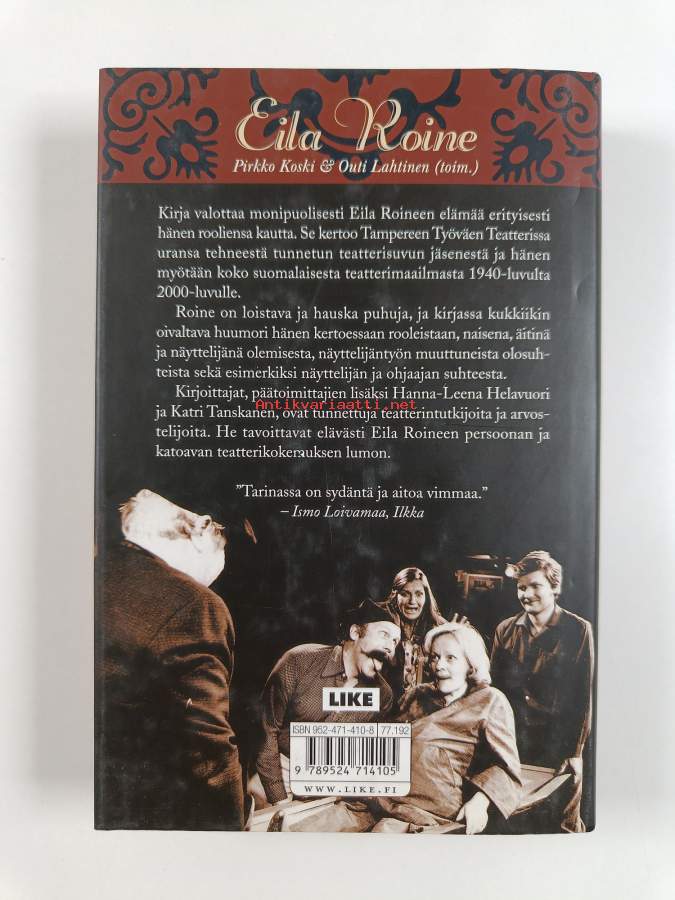 Eila Roine
Pirkko Koski & Outi Lahtinen (toim.)
Kirja valottaa monipuolisesti Eila Roineen elämää erityisesti
hänen rooliensa kautta. Se kertoo Tampereen Työväen Teatterissa
uransa tehneestä tunnetun teatterisuvun jäsenestä ja hänen
myötään koko suomalaisesta teatterimaailmasta 1940-luvulta
2000-luvulle.
Roine on loistava ja hauska puhuja, ja kirjassa kukkiikin
oivaltava huumori hänen kertoessaan rooleistaan, naisena, äitinä
ja näyttelijänä olemisesta, näyttelijäntyön muuttuneista olosuh-
teista sekä esimerkiksi näyttelijän ja ohjaajan suhteesta.
Kirjoittajat, päätoimittajien lisäksi Hanna-Leena Helavuori
Antikvariaatti.net
ja Katri Tanskanen, ovat tunnettuja teatterintutkijoita ja arvos-
telijoita. He tavoittavat elävästi Eila Roineen persoonan ja
katoavan teatterikokemuksen lumon.
"Tarinassa on sydäntä ja aitoa vimmaa."
– Ismo Loivamaa, Ilkka
LIKE
ISBN 952-471-410-8 77.192
9 789524 714105
WWW.LIKE.FI